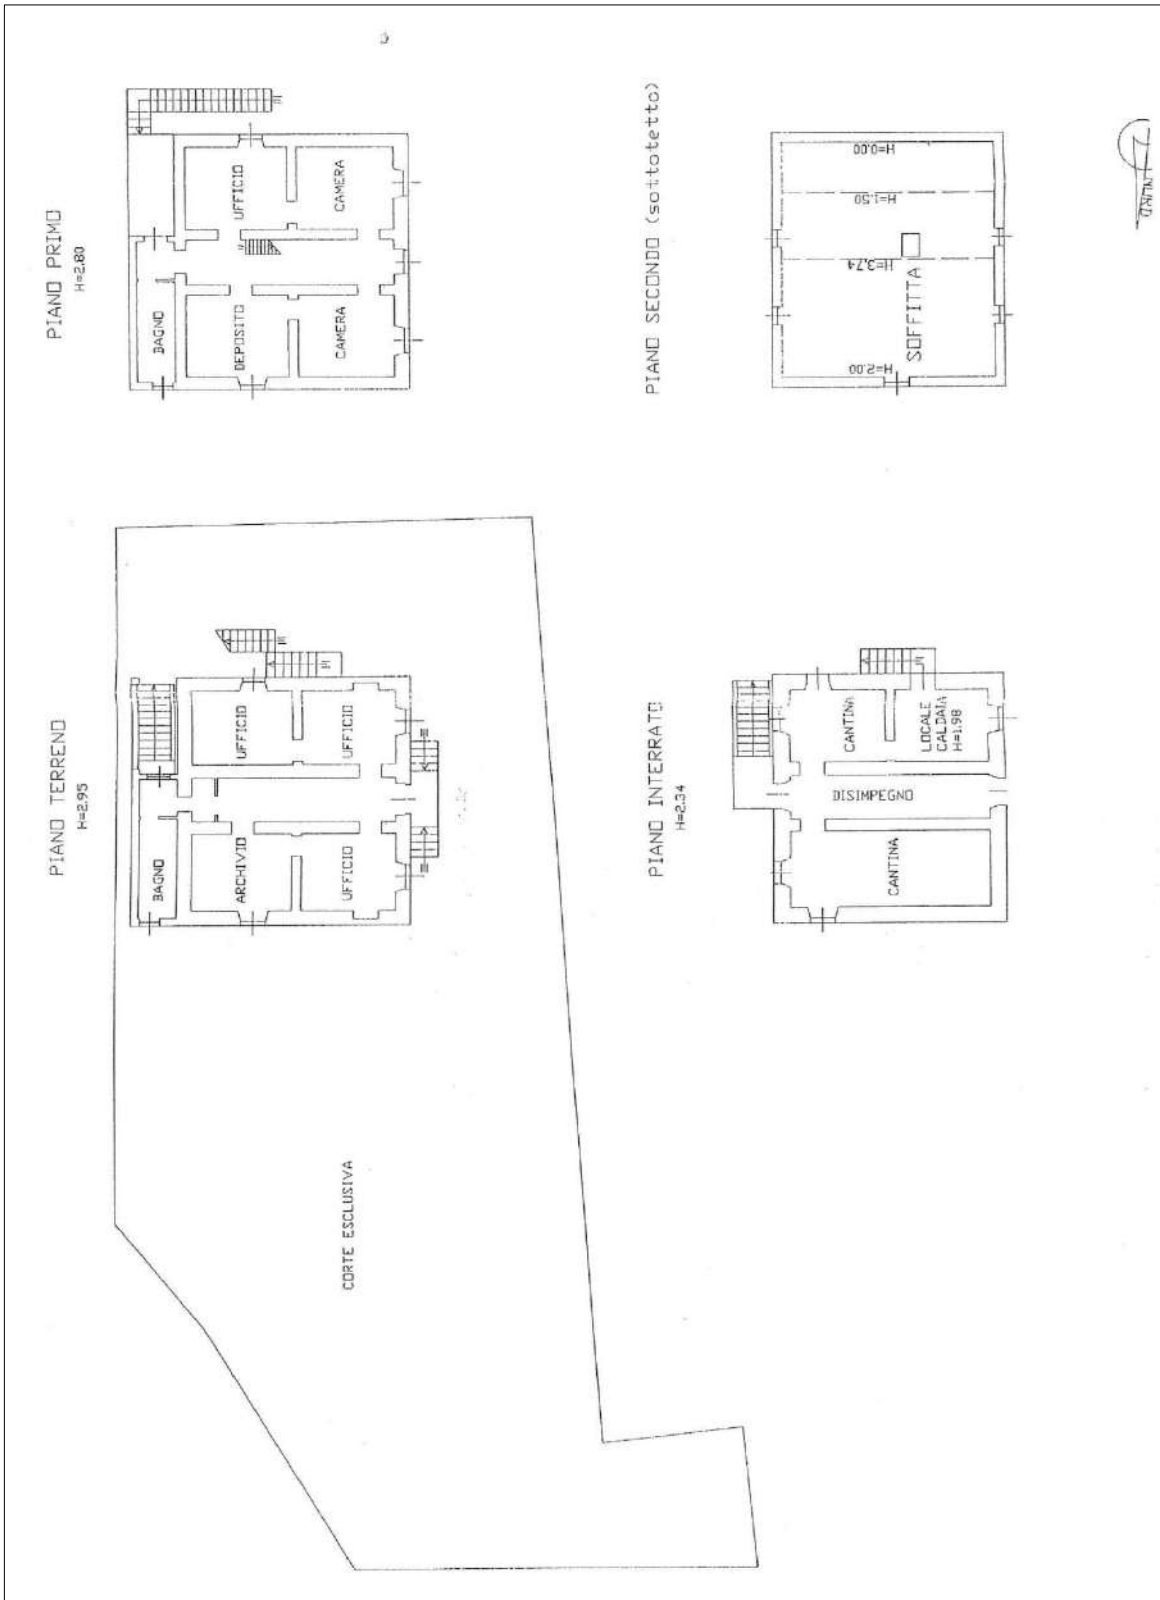 PIANO PRIMO
H=2.80
BAGNO
DEPOSITO
UFFICIO
CAMERA
CAMERA
PIANO SECONDO (sottotetto)
H=2.00
SOFFITTA
H=3.74
H=1.50
H=0.00
PIANO TERRENO
H=2.95
BAGNO
ARCHIVIO
UFFICIO
UFFICIO
UFFICIO
CORTE ESCLUSIVA
PIANO INTERRATO
H=2.34
CANTINA
DISIMPEGNO
CANTINA
LOCALE
CALDAIA
H=1.98
NORD